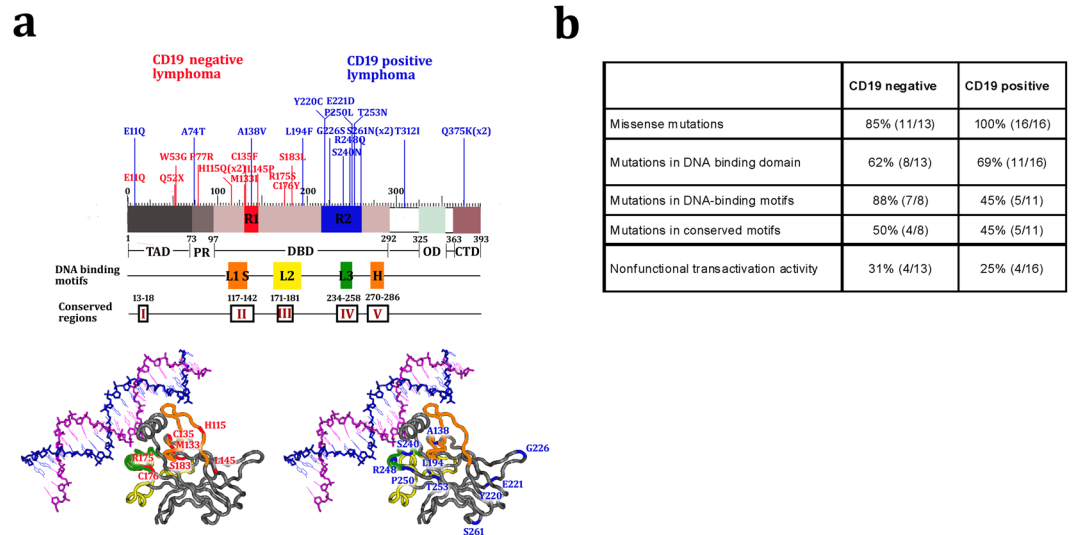 a
CD19 negative
lymphoma
CD19 positive
lymphoma
Y220C E221D
P250L T253N
E11Q A74T A138V L194F G226S S261N(x2) T312I Q375K(x2)
R248Q
W53G P77R C135F S183L S240N
H115Q(x2) L145P
E11Q Q52X M133I R175S
C176Y
0 100 200 300
R1 R2
1 73 97 292 325 363 393
TAD PR DBD OD CTD
DNA binding
motifs
L1 S L2 L3 H
13-18 117-142 171-181 234-258 270-286
Conserved
regions
I II III IV V
H115
C135
M133
R175
S183
L145
C176
A138
S240
G226
R248
L194
P250
T253
E221
Y220
S261
b
CD19 negative CD19 positive
Missense mutations 85% (11/13) 100% (16/16)
Mutations in DNA binding domain 62% (8/13) 69% (11/16)
Mutations in DNA-binding motifs 88% (7/8) 45% (5/11)
Mutations in conserved motifs 50% (4/8) 45% (5/11)
Nonfunctional transactivation activity 31% (4/13) 25% (4/16)